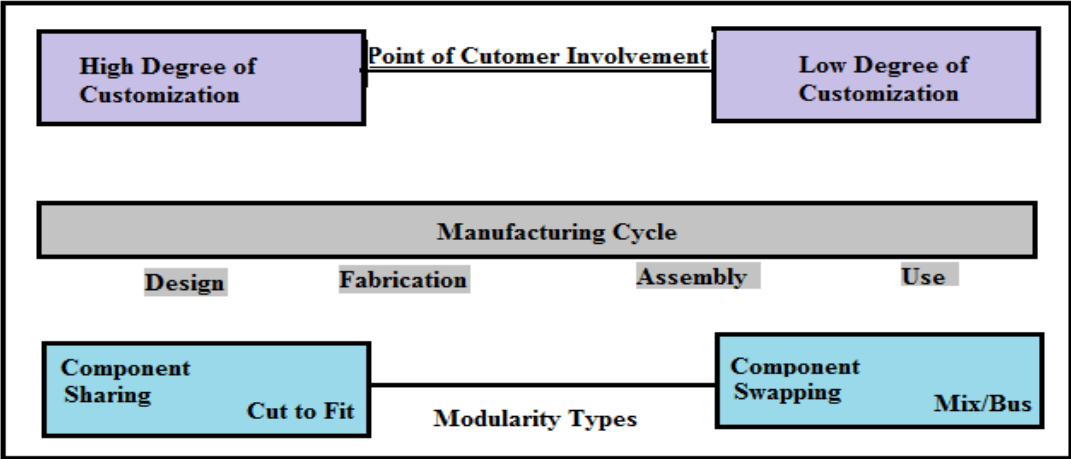 High Degree of
Customization
Point of Cutomer Involvement
Low Degree of
Customization
Manufacturing Cycle
Design
Fabrication
Assembly
Use
Component
Sharing
Cut to Fit
Modularity Types
Component
Swapping
Mix/Bus